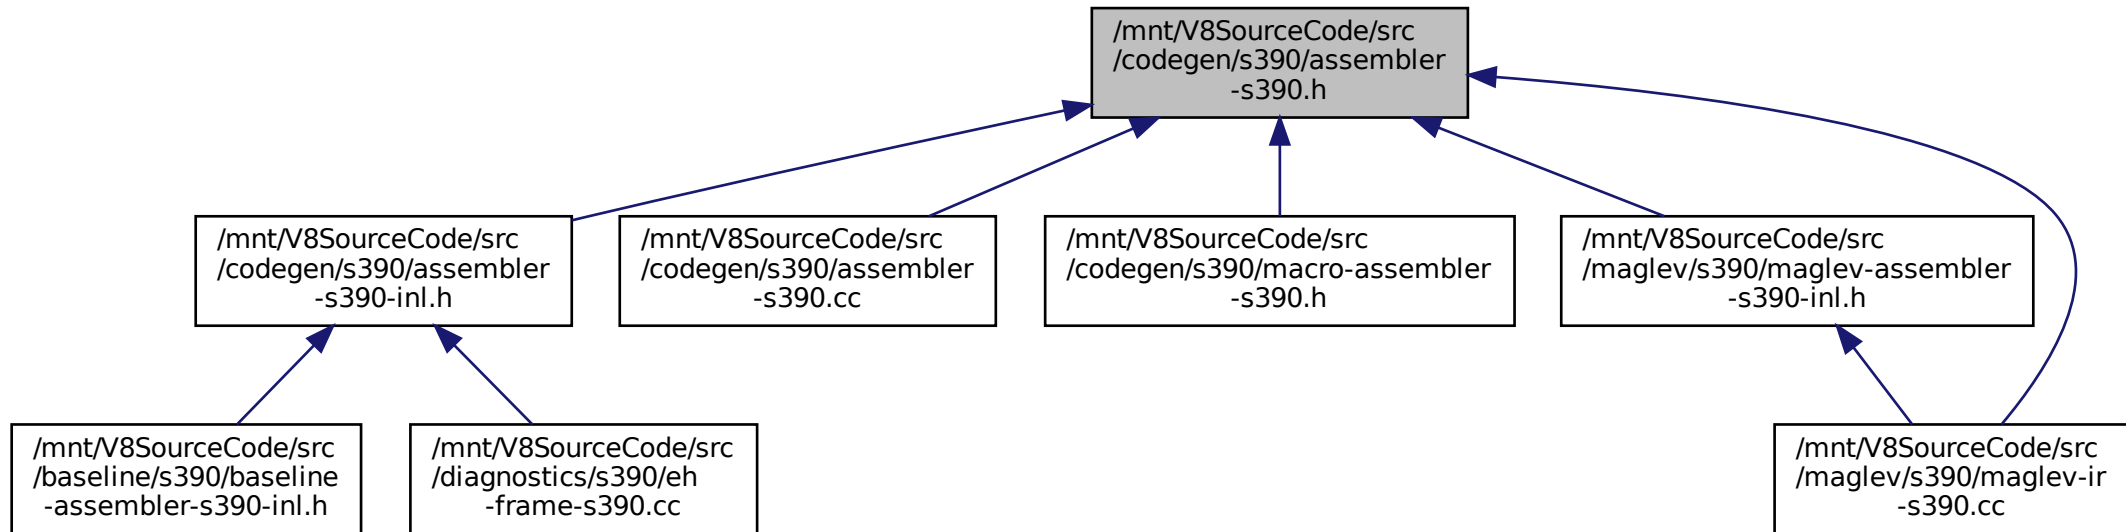 /mnt/V8SourceCode/src
/codegen/s390/assembler
-s390.h
/mnt/V8SourceCode/src
/codegen/s390/assembler
-s390-inl.h
/mnt/V8SourceCode/src
/codegen/s390/assembler
-s390.cc
/mnt/V8SourceCode/src
/codegen/s390/macro-assembler
-s390.h
/mnt/V8SourceCode/src
/maglev/s390/maglev-assembler
-s390-inl.h
/mnt/V8SourceCode/src
/baseline/s390/baseline
-assembler-s390-inl.h
/mnt/V8SourceCode/src
/diagnostics/s390/eh
-frame-s390.cc
/mnt/V8SourceCode/src
/maglev/s390/maglev-ir
-s390.cc